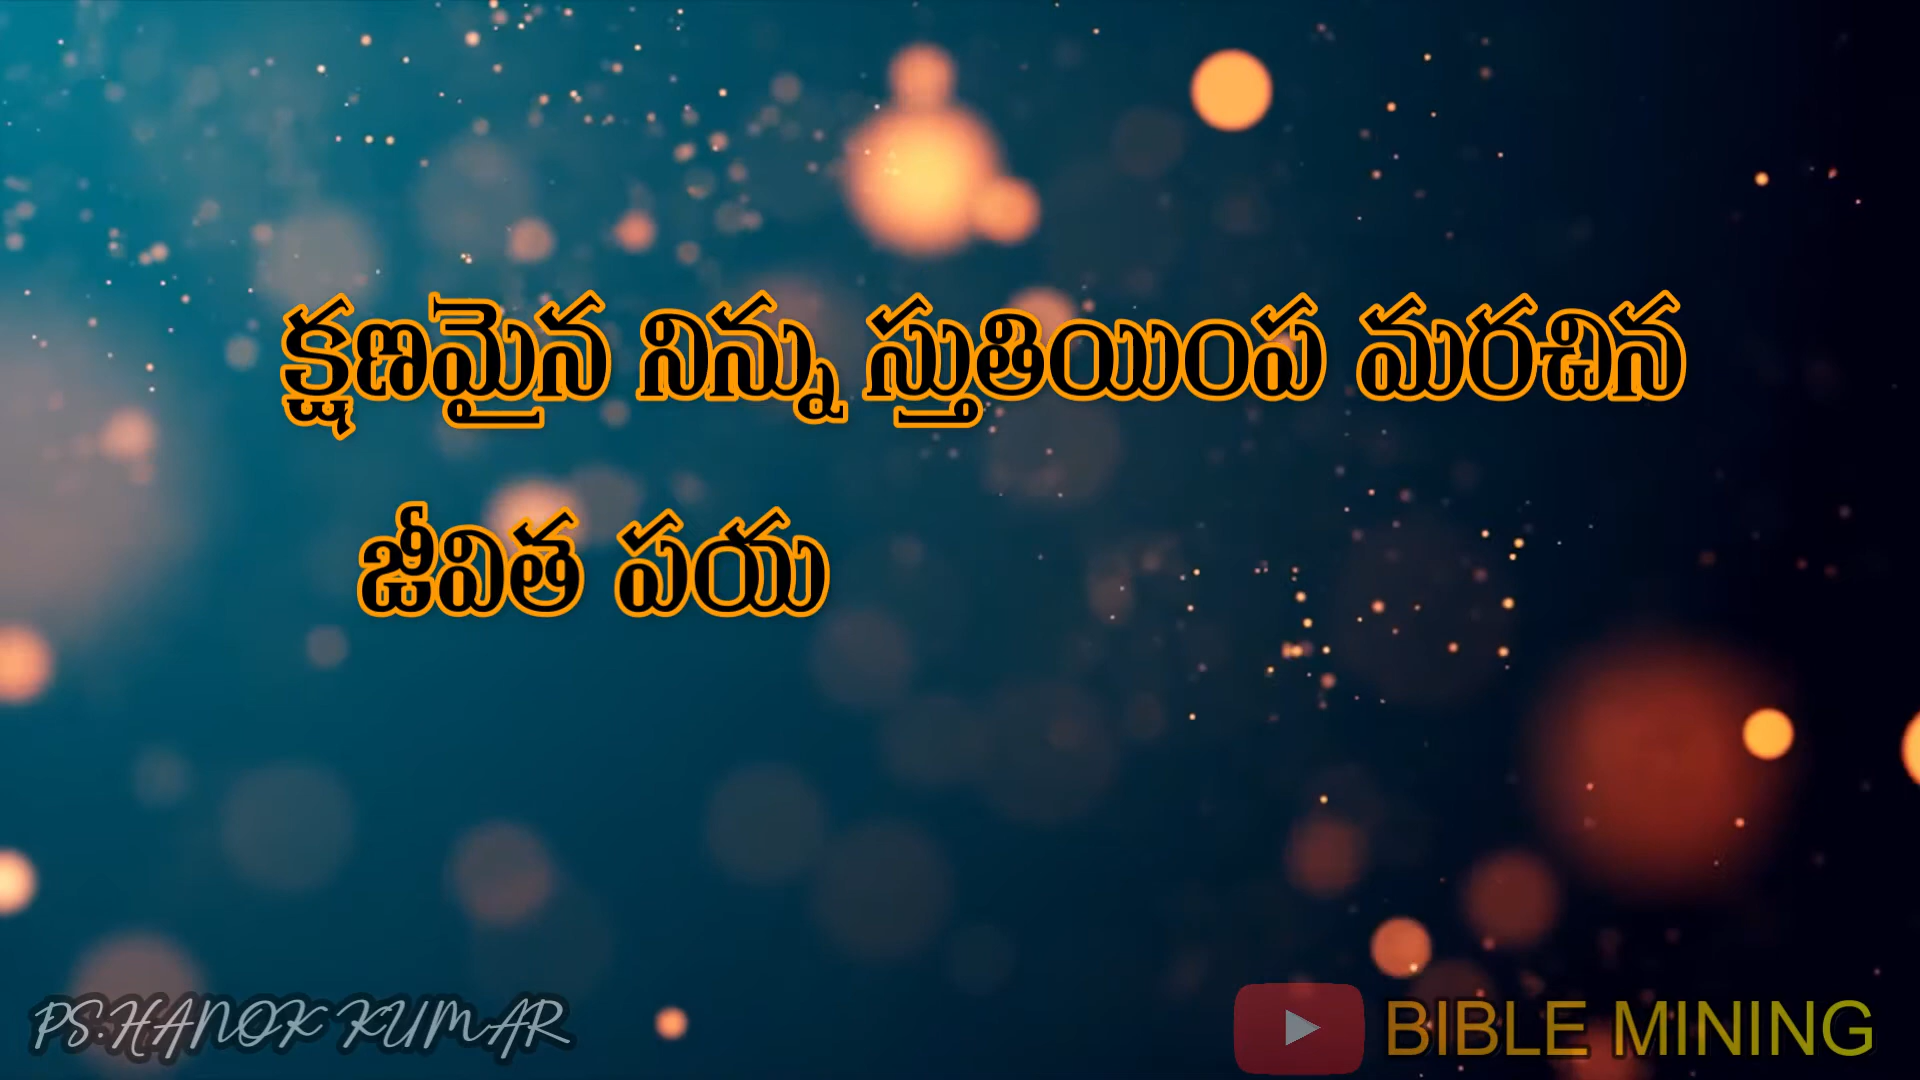 క్షణమైన నిన్ను స్తుతియింప మరచిన
జీవిత పయ
PS.HANOK KUMAR
BIBLE MINING